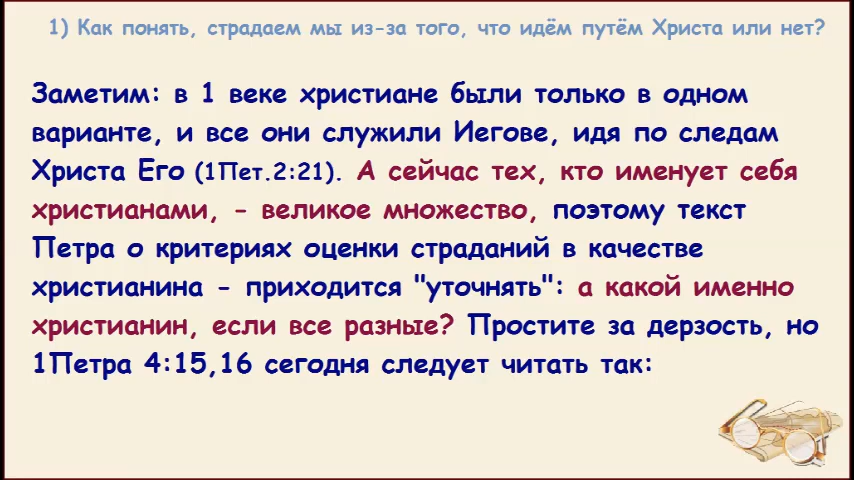 1) Как понять, страдаем мы из-за того, что идём путём Христа или нет?
Заметим: в 1 веке христиане были только в одном
варианте, и все они служили Иегове, идя по следам
Христа Его (1Пет.2:21). А сейчас тех, кто именует себя
христианами, - великое множество, поэтому текст
Петра о критериях оценки страданий в качестве
христианина - приходится "уточнять": а какой именно
христианин, если все разные? Простите за дерзость, но
1Петра 4:15,16 сегодня следует читать так: